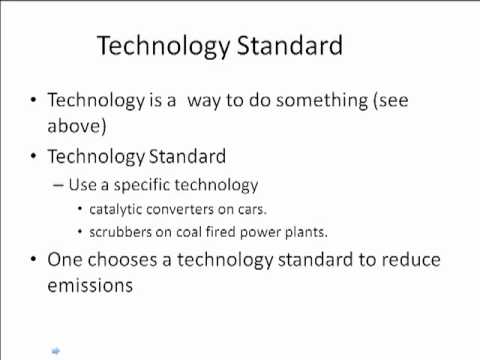 Technology Standard
• Technology is a way to do something (see
above)
• Technology Standard
– Use a specific technology
• catalytic converters on cars.
• scrubbers on coal fired power plants.
• One chooses a technology standard to reduce
emissions